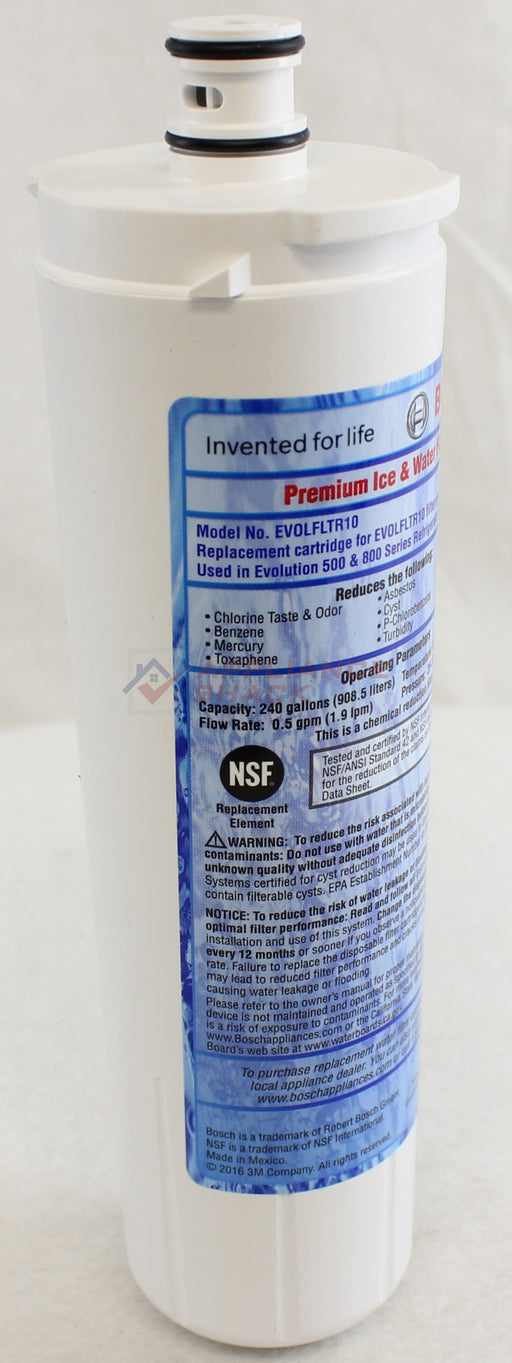 Invented for life
Premium Ice & Water
Model No. EVOLFLTR10
Replacement cartridge for EVOLFLTR10
Used in Evolution 500 & 800 Series
Reduces the following:
• Chlorine Taste & Odor
• Benzene
• Mercury
• Toxaphene
• Asbestos
• Cyst
• Turbidity
Operating Parameters
Capacity: 240 gallons (908.5 liters)
Flow Rate: 0.5 gpm (1.9 lpm)
This is a chemical reduction
APPLIANCE
SHACK
NSF
Replacement
Element
Tested and certified by NSF
NSF/ANSI Standard 42
for the reduction of the claims
Data Sheet.
WARNING: To reduce the risk associated
contaminants: Do not use with water that is
unknown quality without adequate disinfection
Systems certified for cyst reduction may be used
contain filterable cysts. EPA Establishment
NOTICE: To reduce the risk of water leakage
optimal filter performance: Read and follow
installation and use of this system. Change the
every 12 months or sooner if you observe a
rate. Failure to replace the disposable filter
may lead to reduced filter performance and
causing water leakage or flooding.
Please refer to the owner's manual for
device is not maintained and operated as
is a risk of exposure to contaminants. For
www.Boschappliances.com or the California
Board's web site at www.waterboards.ca.gov
To purchase replacement water
local appliance dealer. You can
www.boschappliances.com or
Bosch is a trademark of Robert Bosch GmbH.
NSF is a trademark of NSF International.
Made in Mexico.
© 2016 3M Company. All rights reserved.